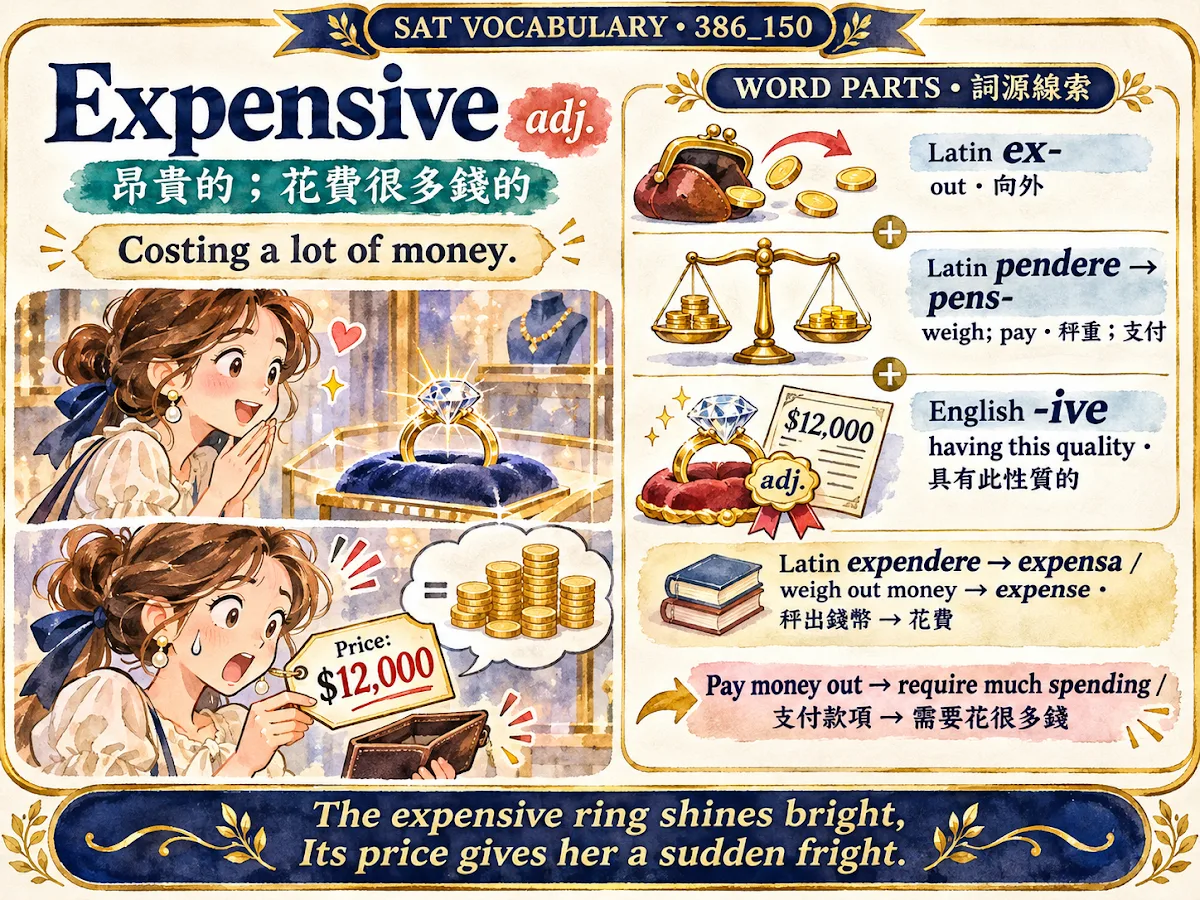 SAT VOCABULARY • 386_150
Expensive adj.
昂貴的；花費很多錢的
Costing a lot of money.
Price:
$12,000
=
WORD PARTS • 詞源線索
Latin ex-
out • 向外
+
Latin pendere →
pens-
weigh; pay • 秤重；支付
+
$12,000
adj.
English -ive
having this quality •
具有此性質的
Latin expendere → expensa /
weigh out money → expense •
秤出錢幣 → 花費
Pay money out → require much spending /
支付款項 → 需要花很多錢
The expensive ring shines bright,
Its price gives her a sudden fright.